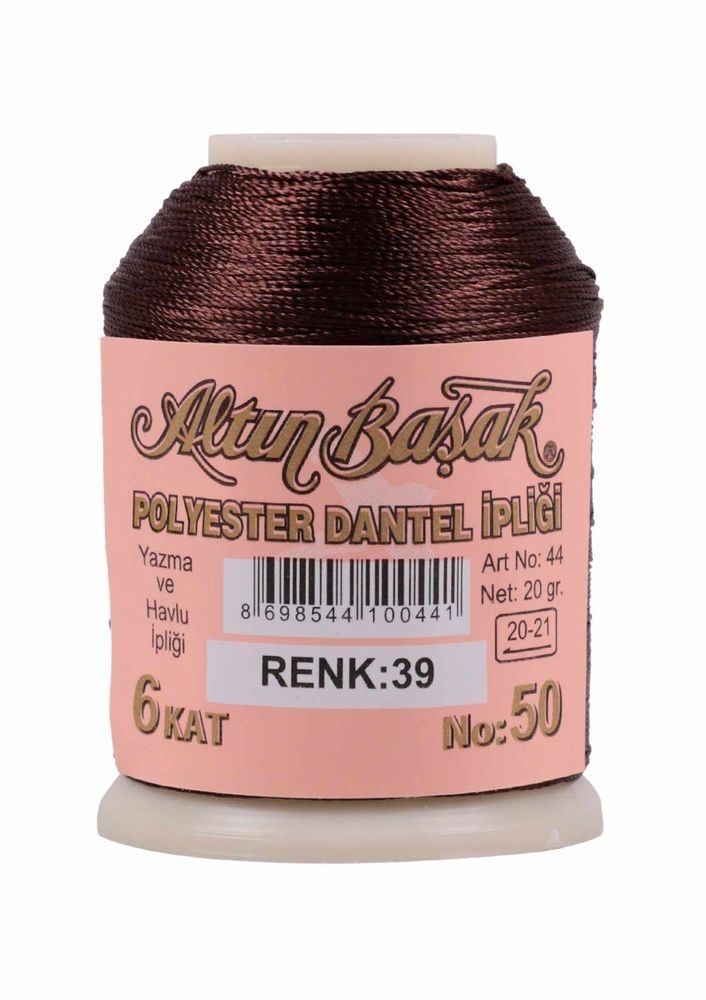 Altın Başak ®
POLYESTER DANTEL İPLİĞİ
Yazma
ve
Havlu
İpliği
8 698544 100441
Art No: 44
Net: 20 gr.
20-21
RENK:39
6 KAT
No: 50